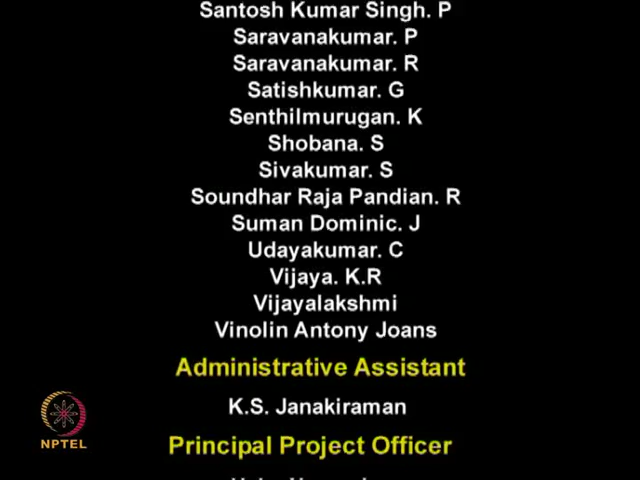 Santosh Kumar Singh. P
Saravanakumar. P
Saravanakumar. R
Satishkumar. G
Senthilmurugan. K
Shobana. S
Sivakumar. S
Soundhar Raja Pandian. R
Suman Dominic. J
Udayakumar. C
Vijaya. K.R
Vijayalakshmi
Vinolin Antony Joans
Administrative Assistant
K.S. Janakiraman
Principal Project Officer
NPTEL